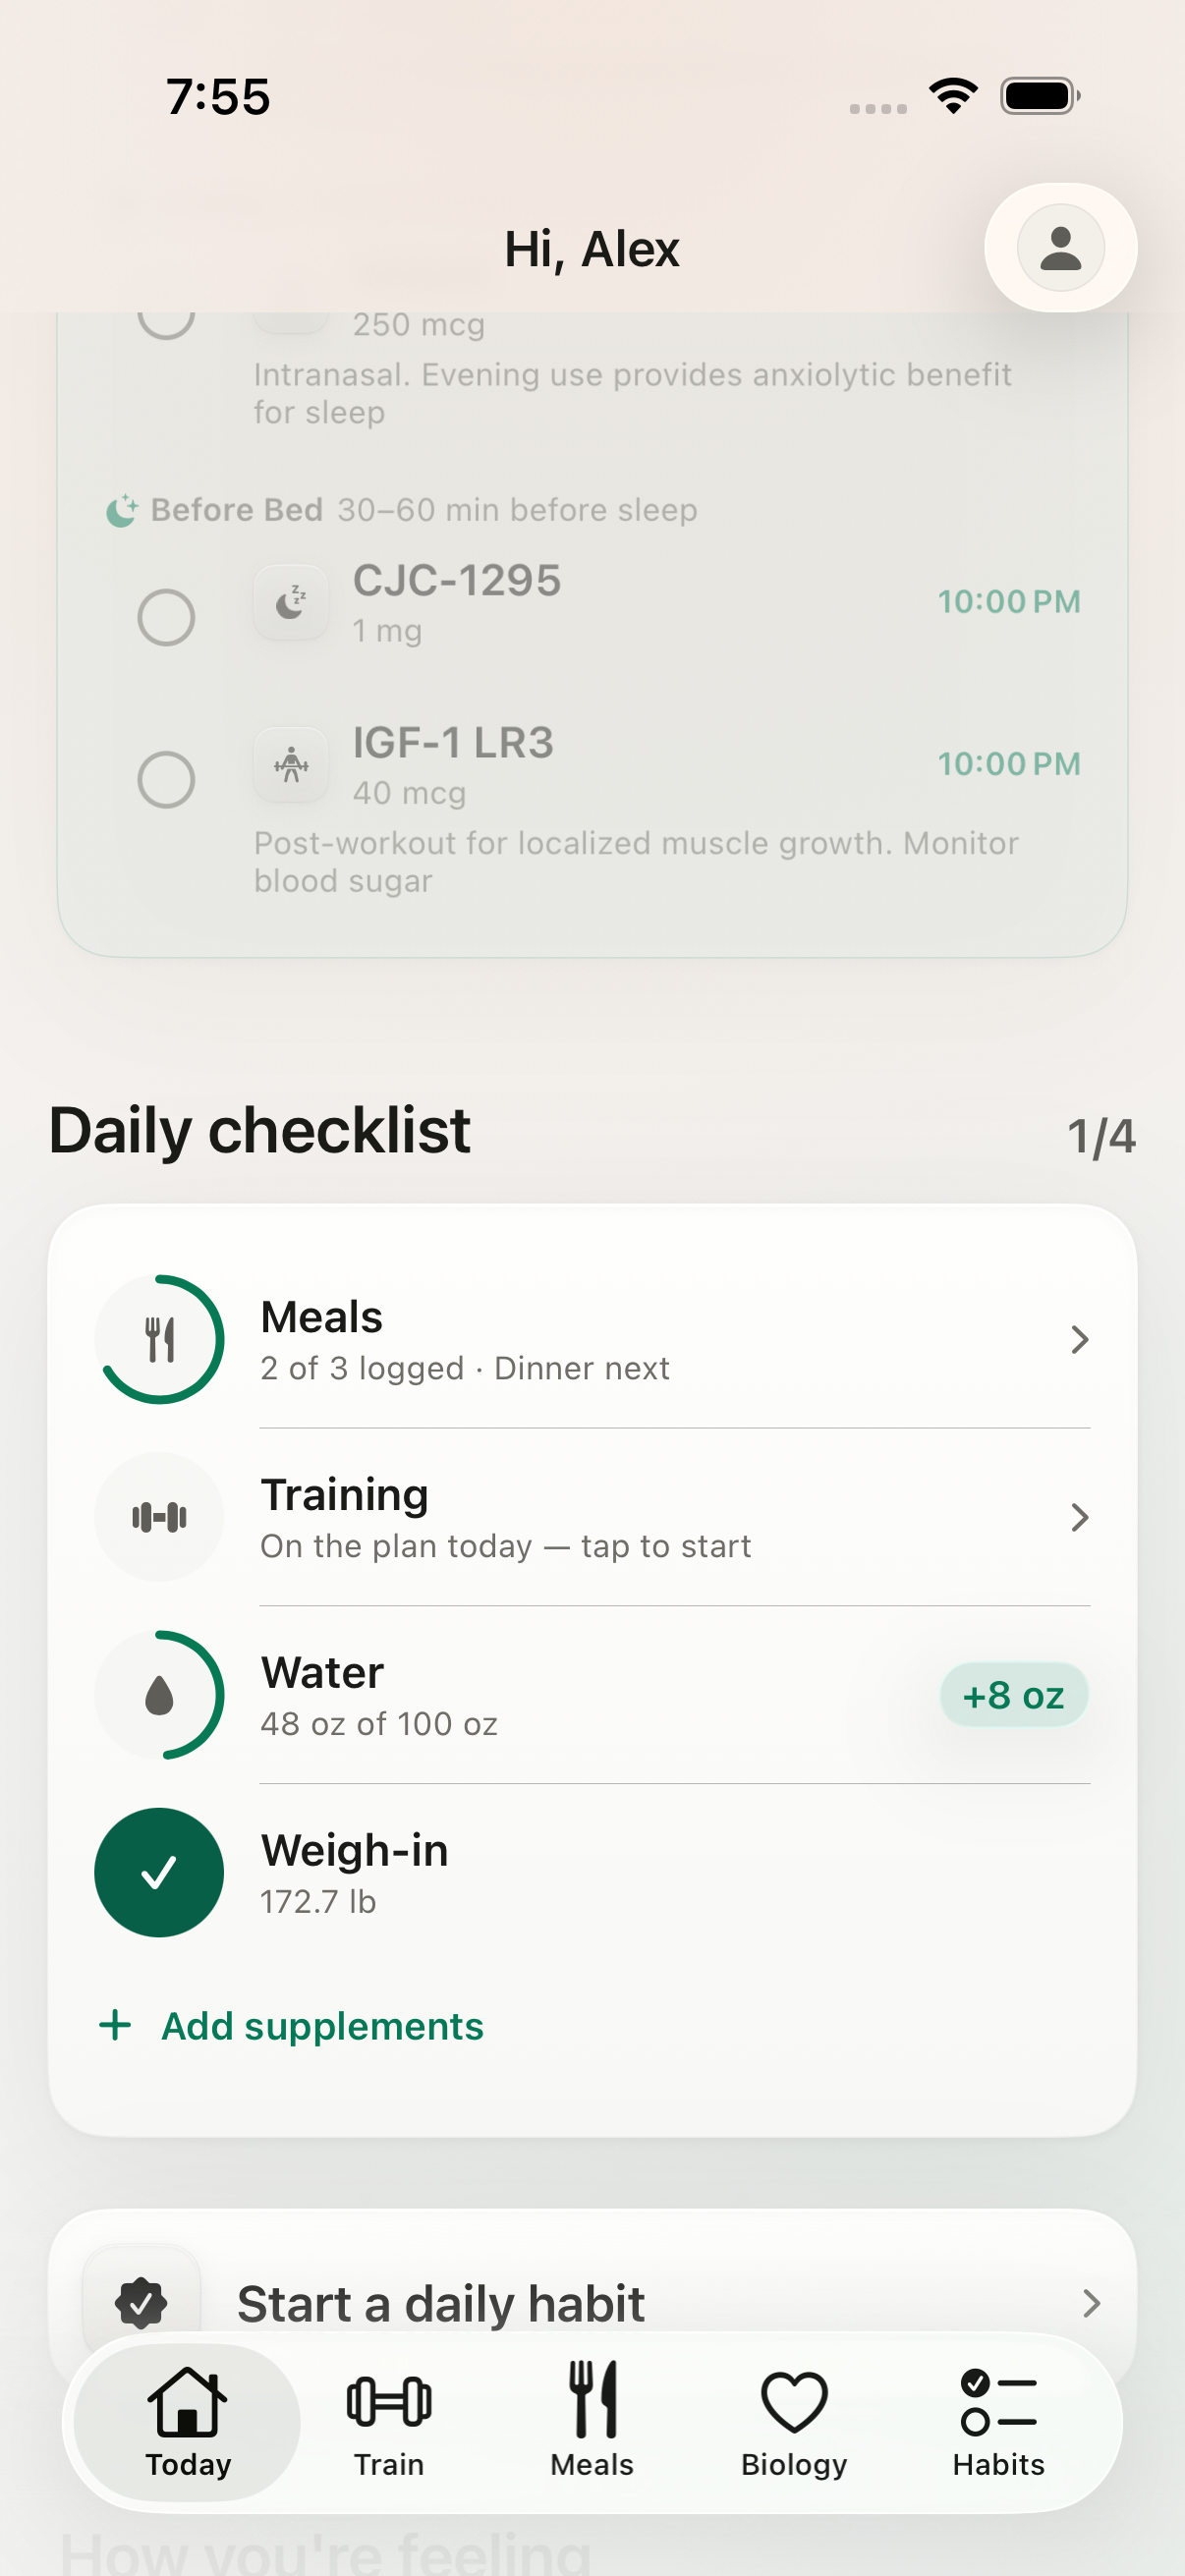 7:55
Hi, Alex
250 mcg
Intranasal. Evening use provides anxiolytic benefit
for sleep
Before Bed 30–60 min before sleep
CJC-1295
1 mg
10:00 PM
IGF-1 LR3
40 mcg
10:00 PM
Post-workout for localized muscle growth. Monitor
blood sugar
Daily checklist
1/4
Meals
2 of 3 logged · Dinner next
Training
On the plan today — tap to start
Water
48 oz of 100 oz
+8 oz
Weigh-in
172.7 lb
+ Add supplements
Start a daily habit
Today
Train
Meals
Biology
Habits
How you're feeling